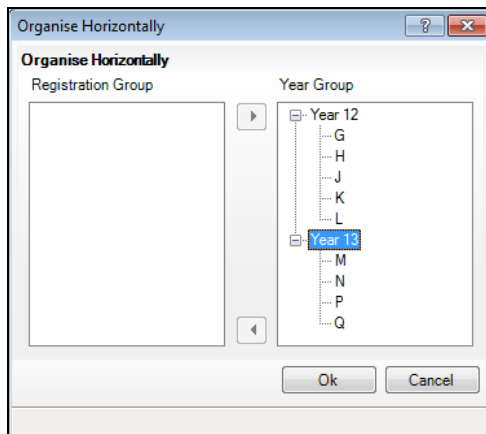 Organise Horizontally
?
Organise Horizontally
Registration Group
Year Group
Year 12
G
H
J
K
L
Year 13
M
N
P
Q
Ok
Cancel